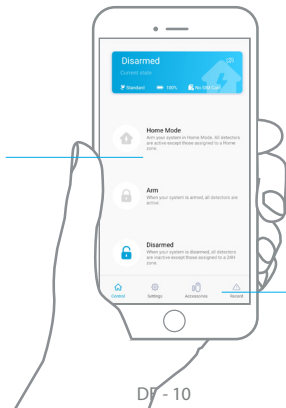 Disarmed
Current state
Standard 100% No SIM Card
Home Mode
Arm your system in Home Mode. All detectors
are active except those assigned to a Home
zone.
Arm
When your system is armed, all detectors are
active.
Disarmed
When your system is disarmed, all detectors
are inactive except those assigned to a 24H
zone.
Control Settings Accessories Record
DF - 10